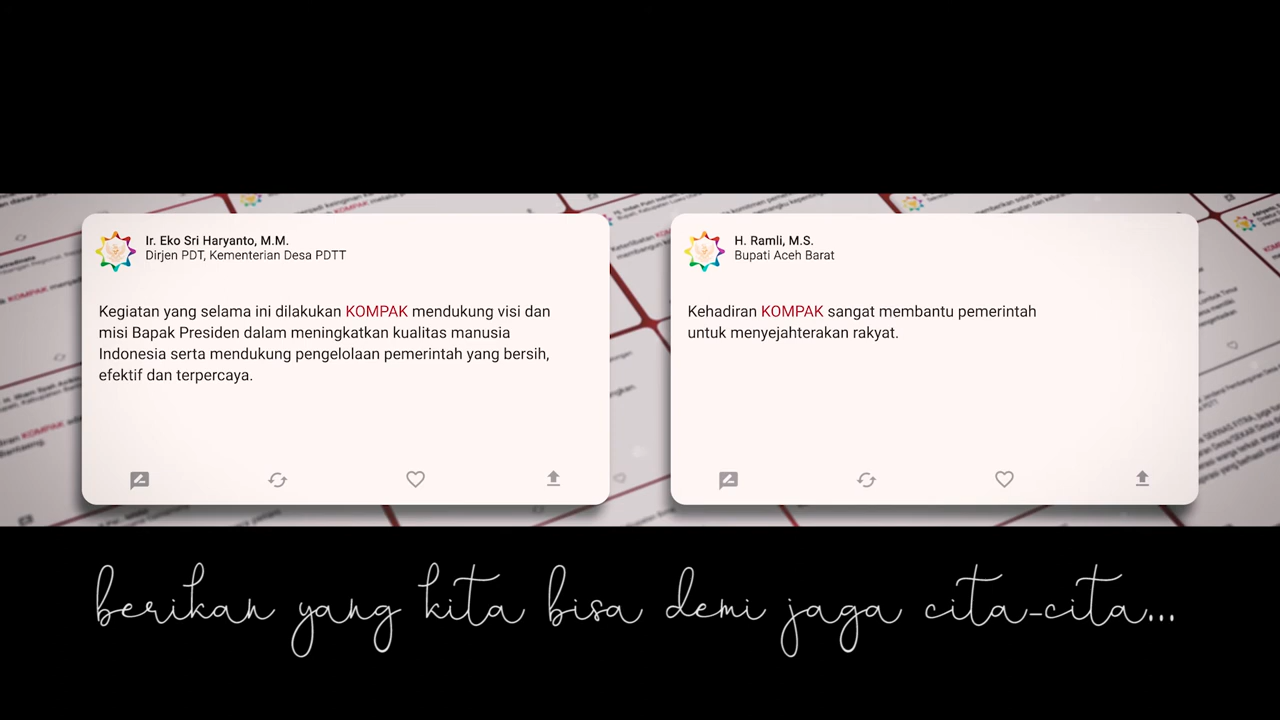 Ir. Eko Sri Haryanto, M.M.
Dirjen PDT, Kementerian Desa PDTT
Kegiatan yang selama ini dilakukan KOMPAK mendukung visi dan
misi Bapak Presiden dalam meningkatkan kualitas manusia
Indonesia serta mendukung pengelolaan pemerintah yang bersih,
efektif dan terpercaya.
H. Ramli, M.S.
Bupati Aceh Barat
Kehadiran KOMPAK sangat membantu pemerintah
untuk menyejahterakan rakyat.
berikan yang kita bisa demi jaga cita-cita...